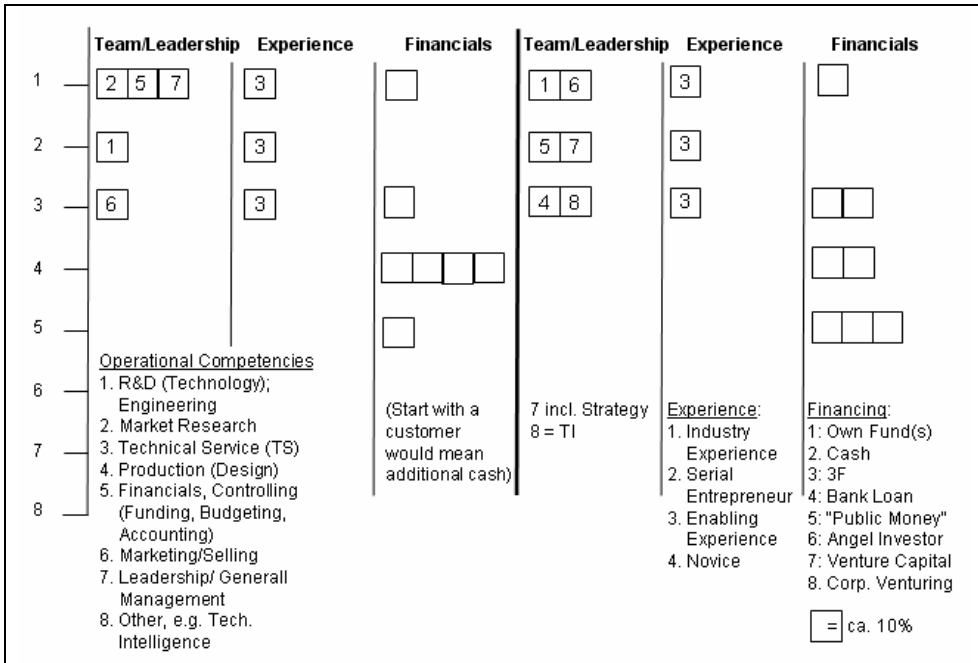 Team/Leadership Experience Financials Team/Leadership Experience Financials
1 2 5 7 3 1 6 3
2 1 3 5 7 3
3 6 3 4 8 3
4
5
6
7
8
Operational Competencies
1. R&D (Technology);
Engineering
2. Market Research
3. Technical Service (TS)
4. Production (Design)
5. Financials, Controlling
(Funding, Budgeting,
Accounting)
6. Marketing/Selling
7. Leadership/ Generall
Management
8. Other, e.g. Tech.
Intelligence
(Start with a
customer
would mean
additional cash)
7 incl. Strategy
8 = TI
Experience:
1. Industry
Experience
2. Serial
Entrepreneur
3. Enabling
Experience
4. Novice
Financing:
1: Own Fund(s)
2. Cash
3: 3F
4: Bank Loan
5: "Public Money"
6: Angel Investor
7: Venture Capital
8. Corp. Venturing
= ca. 10%